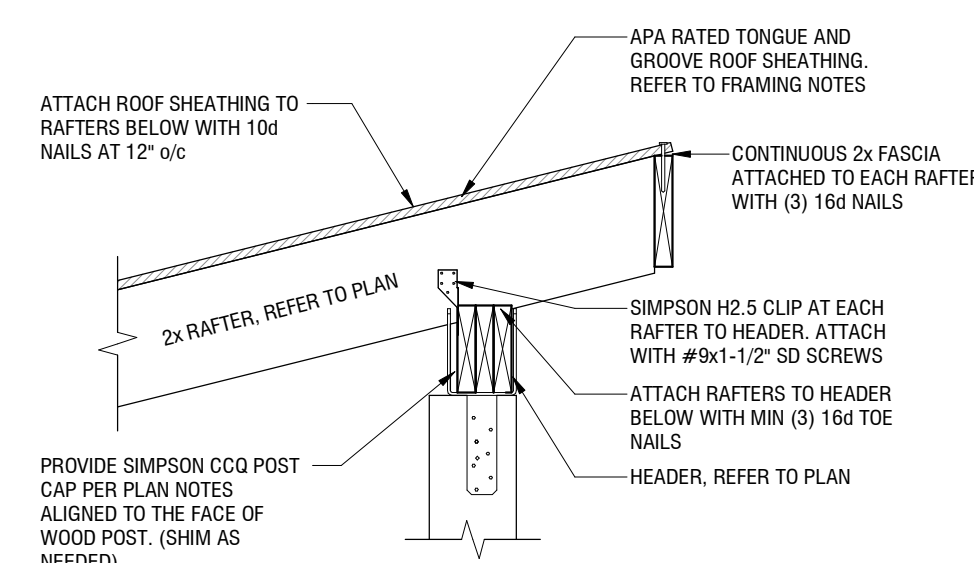 APA RATED TONGUE AND
GROOVE ROOF SHEATHING.
REFER TO FRAMING NOTES
ATTACH ROOF SHEATHING TO
RAFTERS BELOW WITH 10d
NAILS AT 12" o/c
CONTINUOUS 2x FASCIA
ATTACHED TO EACH RAFTER
WITH (3) 16d NAILS
2x RAFTER, REFER TO PLAN
SIMPSON H2.5 CLIP AT EACH
RAFTER TO HEADER. ATTACH
WITH #9x1-1/2" SD SCREWS
ATTACH RAFTERS TO HEADER
BELOW WITH MIN (3) 16d TOE
NAILS
HEADER, REFER TO PLAN
PROVIDE SIMPSON CCQ POST
CAP PER PLAN NOTES
ALIGNED TO THE FACE OF
WOOD POST. (SHIM AS
NEEDED)